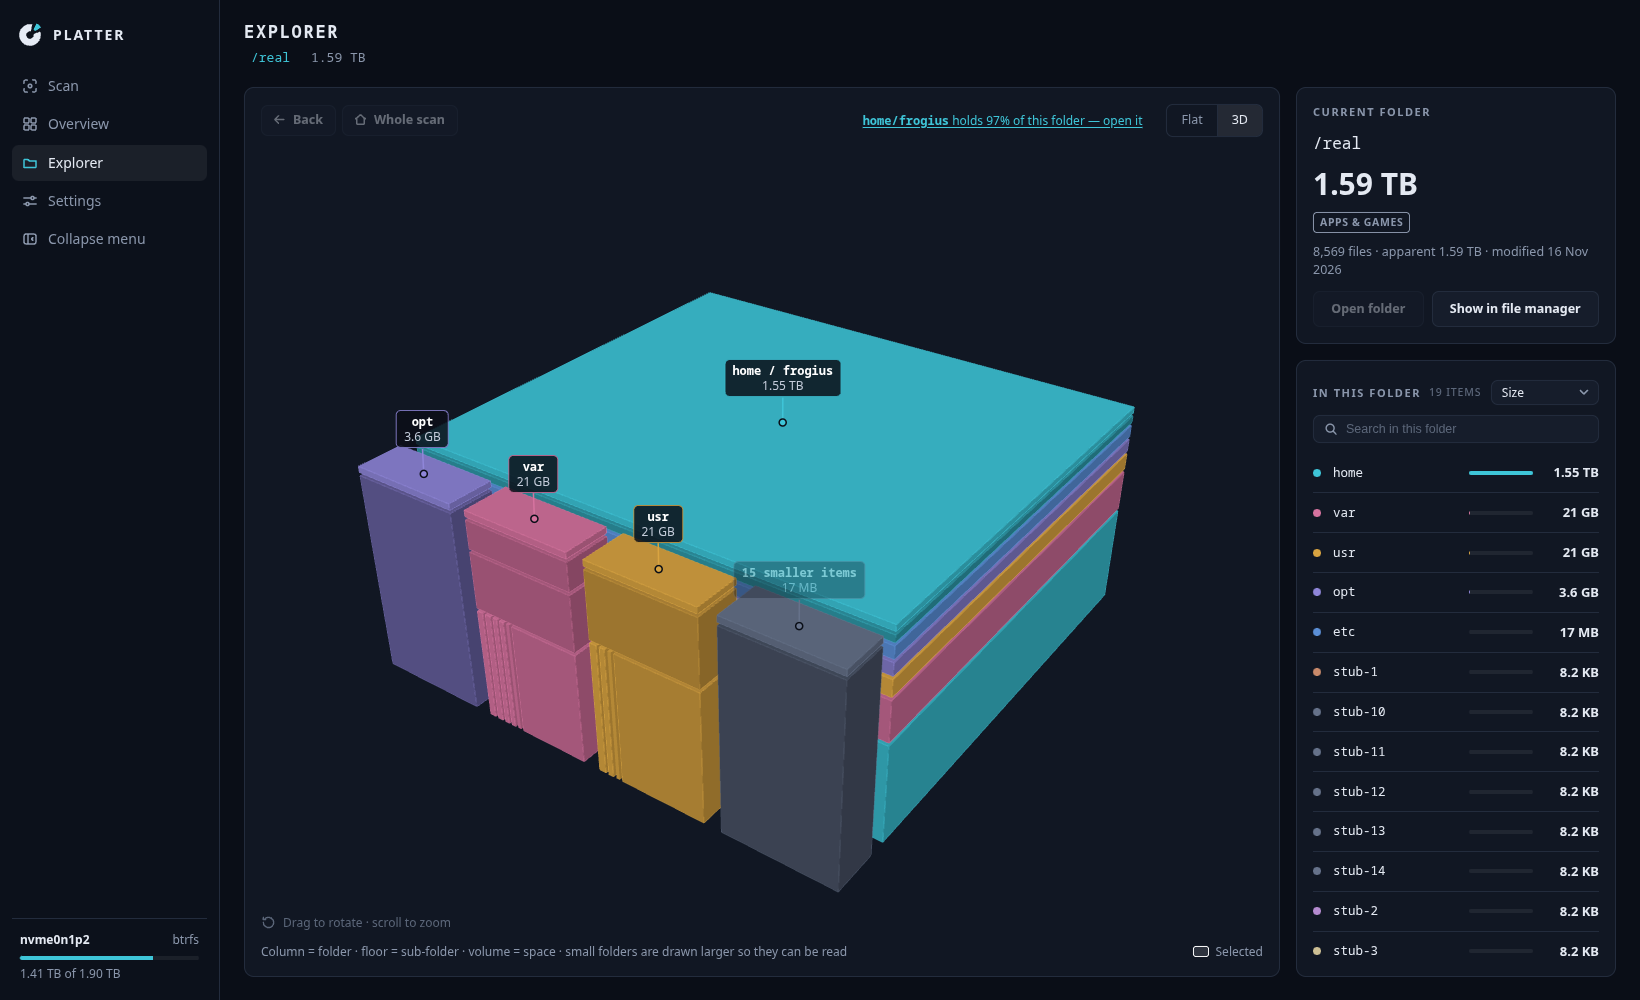 PLATTER
Scan
Overview
Explorer
Settings
Collapse menu
nvme0n1p2 btrfs
1.41 TB of 1.90 TB
EXPLORER
/real 1.59 TB
Back
Whole scan
home/frogius holds 97% of this folder — open it
Flat
3D
home / frogius
1.55 TB
opt
3.6 GB
var
21 GB
usr
21 GB
15 smaller items
17 MB
Drag to rotate · scroll to zoom
Column = folder · floor = sub-folder · volume = space · small folders are drawn larger so they can be read
Selected
CURRENT FOLDER
/real
1.59 TB
APPS & GAMES
8,569 files · apparent 1.59 TB · modified 16 Nov
2026
Open folder
Show in file manager
IN THIS FOLDER 19 ITEMS Size
Search in this folder
home 1.55 TB
var 21 GB
usr 21 GB
opt 3.6 GB
etc 17 MB
stub-1 8.2 KB
stub-10 8.2 KB
stub-11 8.2 KB
stub-12 8.2 KB
stub-13 8.2 KB
stub-14 8.2 KB
stub-2 8.2 KB
stub-3 8.2 KB